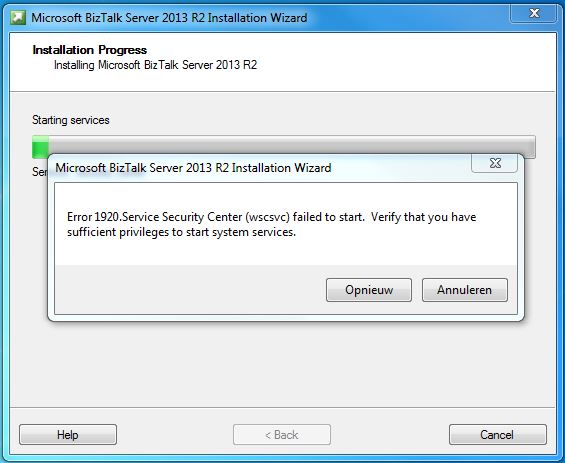 Microsoft BizTalk Server 2013 R2 Installation Wizard
Installation Progress
Installing Microsoft BizTalk Server 2013 R2
Starting services
Ser
Microsoft BizTalk Server 2013 R2 Installation Wizard
Error 1920.Service Security Center (wscsvc) failed to start.  Verify that you have
sufficient privileges to start system services.
Opnieuw
Annuleren
Help
< Back
Cancel